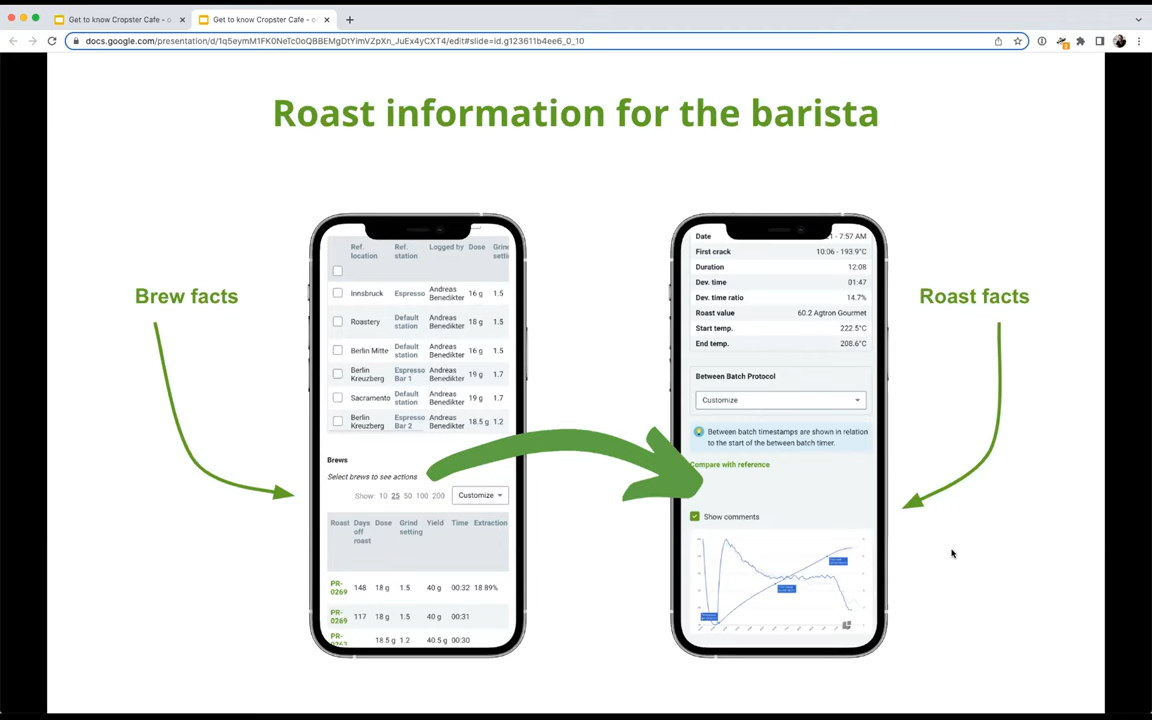 Get to know Cropster Cafe - o
Get to know Cropster Cafe - o
docs.google.com/presentation/d/1q5eymM1FK0NeTc0oQBBEMgDtYimVZpXn_JuEx4yCXT4/edit#slide=id.g123611b4ee6_0_10
Roast information for the barista
Brew facts
Ref. location Ref. station Logged by Dose Grin setti
Innsbruck Espresso Andreas Benedikter 16 g 1.5
Roastery Default station Andreas Benedikter 18 g 1.5
Berlin Mitte Default station Andreas Benedikter 16 g 1.5
Berlin Kreuzberg Espresso Bar 1 Andreas Benedikter 19 g 1.7
Sacramento Default station Andreas Benedikter 19 g 1.7
Berlin Kreuzberg Espresso Bar 2 Andreas Benedikter 18.5 g 1.2
Brews
Select brews to see actions
Show: 10 25 50 100 200 Customize
Roast Days off roast Dose Grind setting Yield Time Extraction
PR-0269 148 18 g 1.5 40 g 00:32 18.89%
PR-0269 117 18 g 1.5 40 g 00:31
18.5 g 1.2 40.5 g 00:30
Date 1 - 7:57 AM
First crack 10.06 - 193.9°C
Duration 12:08
Dev. time 01:47
Dev. time ratio 14.7%
Roast value 60.2 Agtron Gourmet
Start temp. 222.5°C
End temp. 208.6°C
Between Batch Protocol
Customize
Between batch timestamps are shown in relation
to the start of the between batch timer.
Compare with reference
Show comments
Roast facts